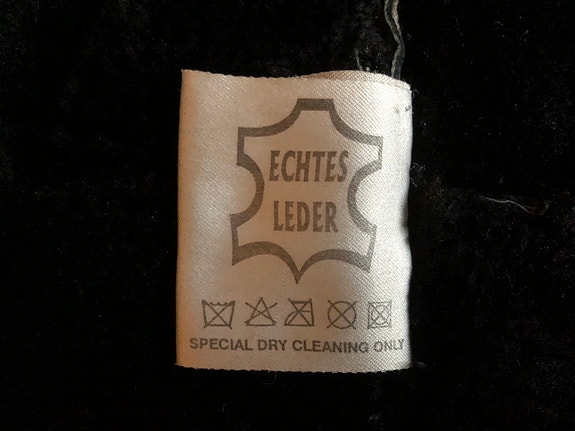 ECHTES
LEDER
SPECIAL DRY CLEANING ONLY